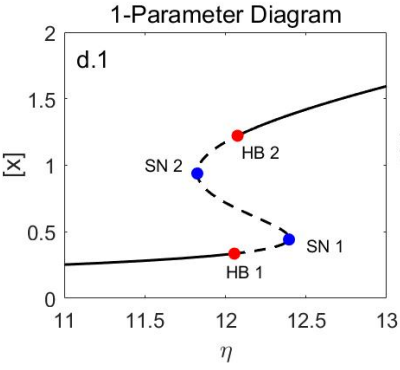 1-Parameter Diagram
d.1
2
1.5
1
0.5
0
[x]
SN 2
HB 2
SN 1
HB 1
11
11.5
12
12.5
13
η